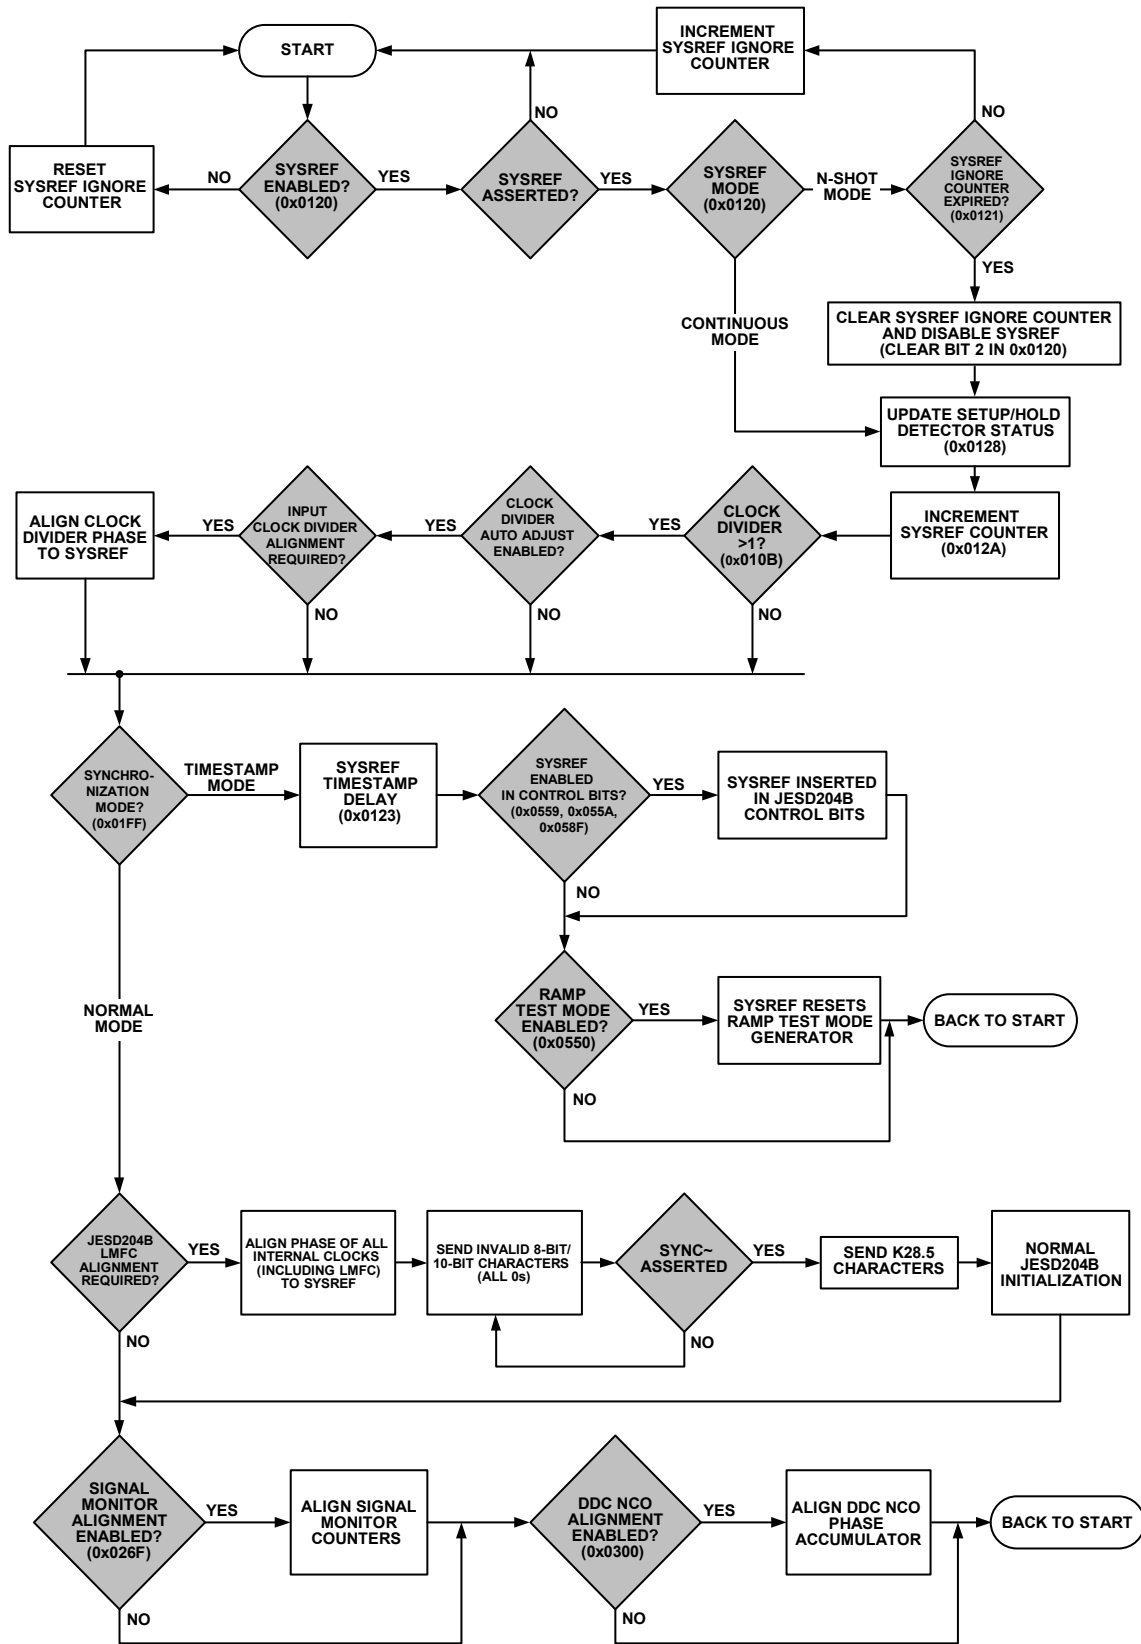 START
INCREMENT
SYSREF IGNORE
COUNTER
NO
NO
RESET
SYSREF IGNORE
COUNTER
NO
SYSREF
ENABLED?
(0x0120)
YES
SYSREF
ASSERTED?
YES
SYSREF
MODE
(0x0120)
N-SHOT
MODE
SYSREF
IGNORE
COUNTER
EXPIRED?
(0x0121)
YES
CONTINUOUS
MODE
CLEAR SYSREF IGNORE COUNTER
AND DISABLE SYSREF
(CLEAR BIT 2 IN 0x0120)
UPDATE SETUP/HOLD
DETECTOR STATUS
(0x0128)
ALIGN CLOCK
DIVIDER PHASE
TO SYSREF
YES
INPUT
CLOCK DIVIDER
ALIGNMENT
REQUIRED?
YES
CLOCK
DIVIDER
AUTO ADJUST
ENABLED?
YES
CLOCK
DIVIDER
>1?
(0x010B)
INCREMENT
SYSREF COUNTER
(0x012A)
NO
NO
NO
SYNCHRO-
NIZATION
MODE?
(0x01FF)
TIMESTAMP
MODE
SYSREF
TIMESTAMP
DELAY
(0x0123)
SYSREF
ENABLED
IN CONTROL BITS?
(0x0559, 0x055A,
0x058F)
YES
SYSREF INSERTED
IN JESD204B
CONTROL BITS
NO
NORMAL
MODE
RAMP
TEST MODE
ENABLED?
(0x0550)
YES
SYSREF RESETS
RAMP TEST MODE
GENERATOR
BACK TO START
NO
JESD204B
LMFC
ALIGNMENT
REQUIRED?
YES
ALIGN PHASE OF ALL
INTERNAL CLOCKS
(INCLUDING LMFC)
TO SYSREF
SEND INVALID 8-BIT/
10-BIT CHARACTERS
(ALL 0s)
SYNC~
ASSERTED
YES
SEND K28.5
CHARACTERS
NORMAL
JESD204B
INITIALIZATION
NO
NO
SIGNAL
MONITOR
ALIGNMENT
ENABLED?
(0x026F)
YES
ALIGN SIGNAL
MONITOR
COUNTERS
DDC NCO
ALIGNMENT
ENABLED?
(0x0300)
YES
ALIGN DDC NCO
PHASE
ACCUMULATOR
BACK TO START
NO
NO